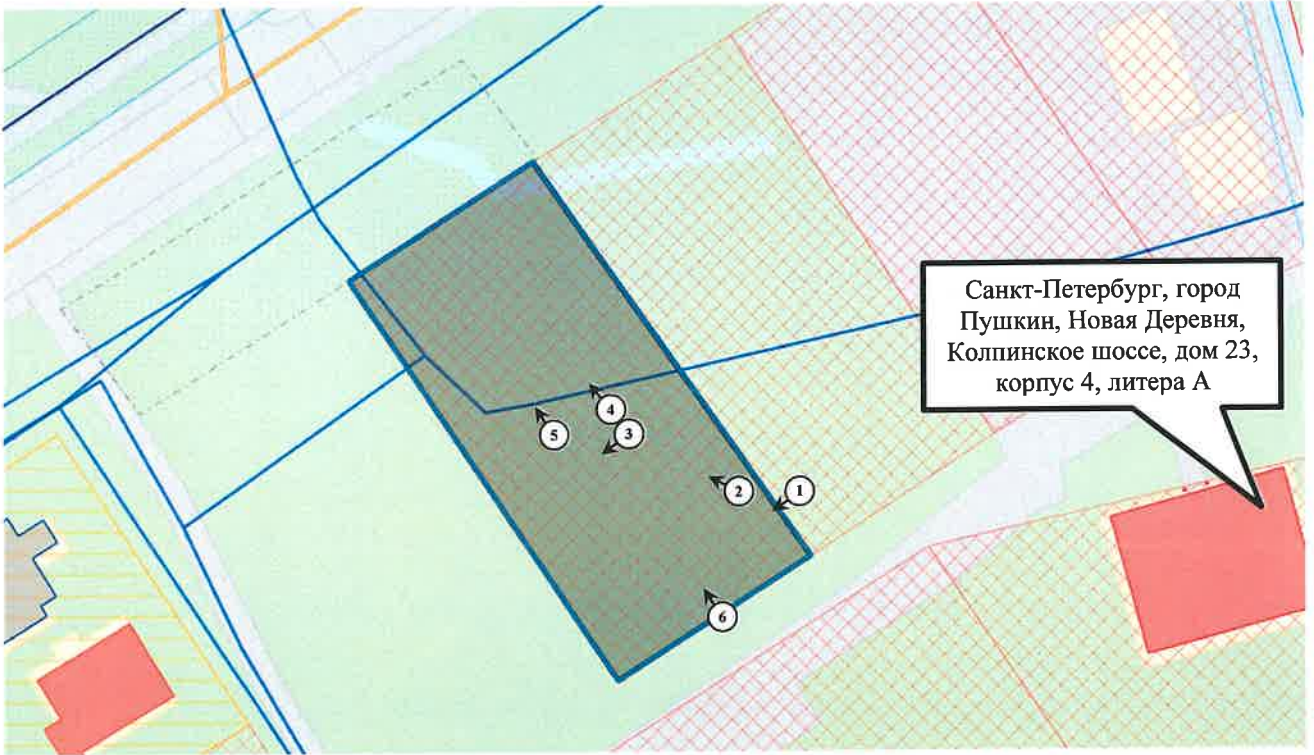 Санкт-Петербург, город
Пушкин, Новая Деревня,
Колпинское шоссе, дом 23,
корпус 4, литера А
4
5
3
2
1
6